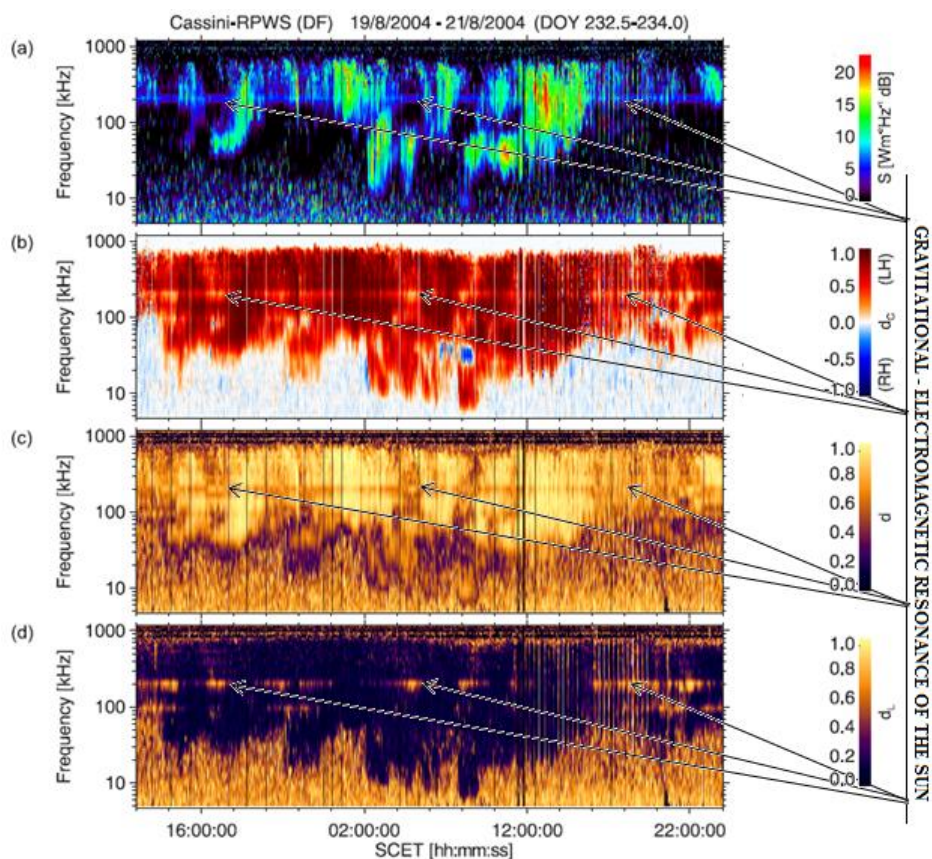 Cassini-RPWS (DF) 19/8/2004 - 21/8/2004 (DOY 232.5-234.0)
(a)
Frequency [kHz]
1000
100
10
20
15
10
5
0
S [Wm²Hz⁻¹ dB]
(b)
Frequency [kHz]
1000
100
10
1.0
0.5
0.0
-0.5
-1.0
(RH) d_C (LH)
(c)
Frequency [kHz]
1000
100
10
1.0
0.8
0.6
0.4
0.2
0.0
d
(d)
Frequency [kHz]
1000
100
10
1.0
0.8
0.6
0.4
0.2
0.0
d_L
16:00:00 02:00:00 12:00:00 22:00:00
SCET [hh:mm:ss]
GRAVITATIONAL - ELECTROMAGNETIC RESONANCE OF THE SUN